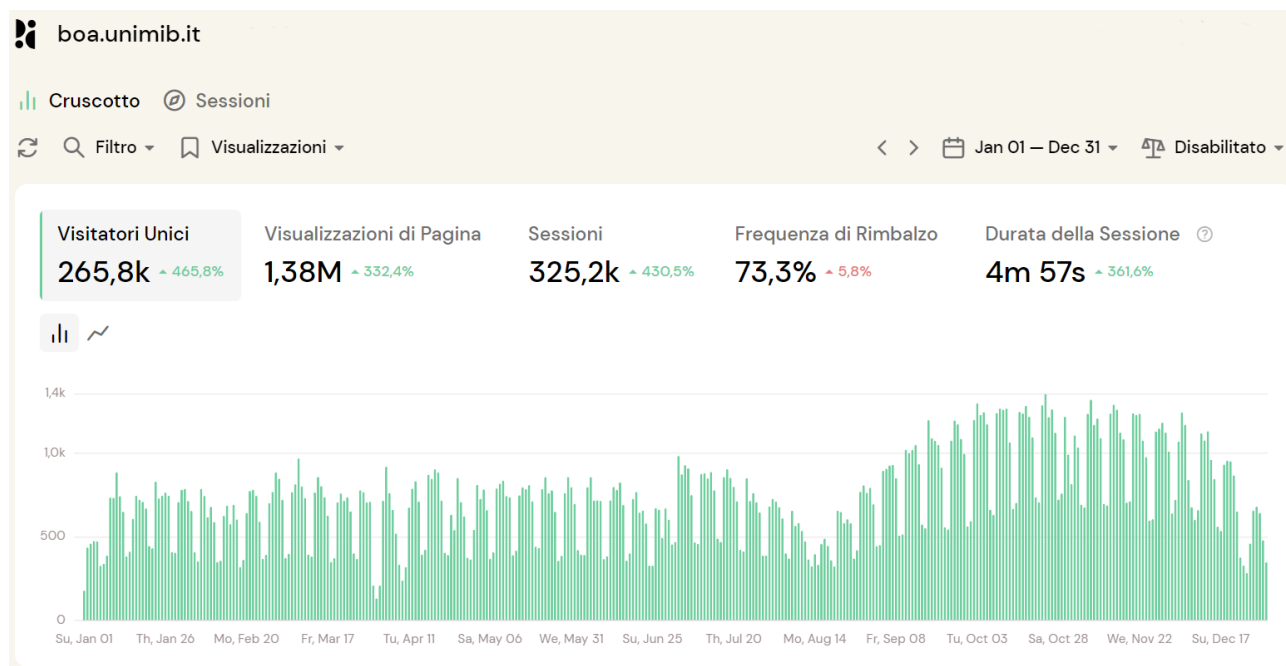 boa.unimib.it
Cruscotto Sessioni
Filtro Visualizzazioni Jan 01 — Dec 31 Disabilitato
Visitatori Unici Visualizzazioni di Pagina Sessioni Frequenza di Rimbalzo Durata della Sessione ?
265,8k 465,8% 1,38M 332,4% 325,2k 430,5% 73,3% 5,8% 4m 57s 361,6%
1,4k
1,0k
500
0
Su, Jan 01 Th, Jan 26 Mo, Feb 20 Fr, Mar 17 Tu, Apr 11 Sa, May 06 We, May 31 Su, Jun 25 Th, Jul 20 Mo, Aug 14 Fr, Sep 08 Tu, Oct 03 Sa, Oct 28 We, Nov 22 Su, Dec 17